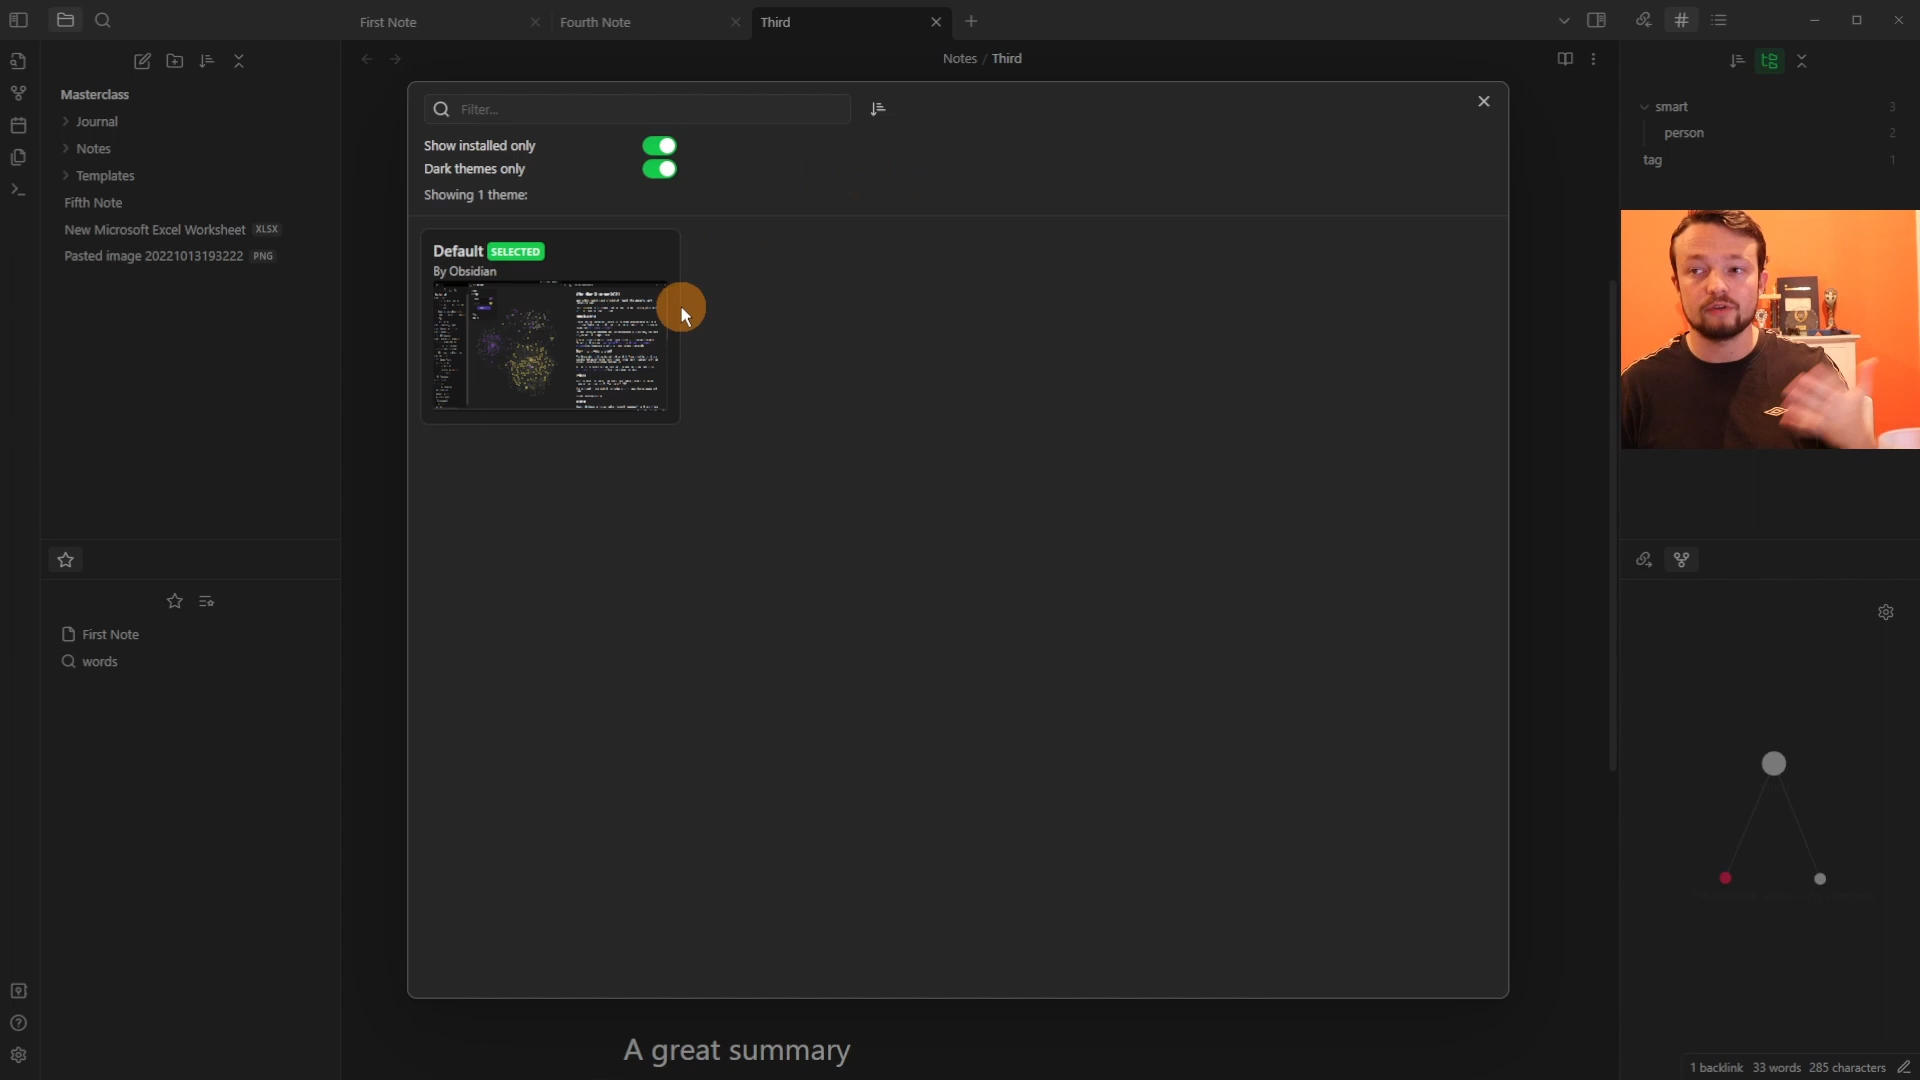 First Note
Fourth Note
Third
Notes / Third
Masterclass
Journal
Notes
Templates
Fifth Note
New Microsoft Excel Worksheet XLSX
Pasted image 20221013193222 PNG
First Note
words
Filter...
Show installed only
Dark themes only
Showing 1 theme:
Default SELECTED
By Obsidian
A great summary
smart 3
person 2
tag 1
1 backlink 33 words 285 characters